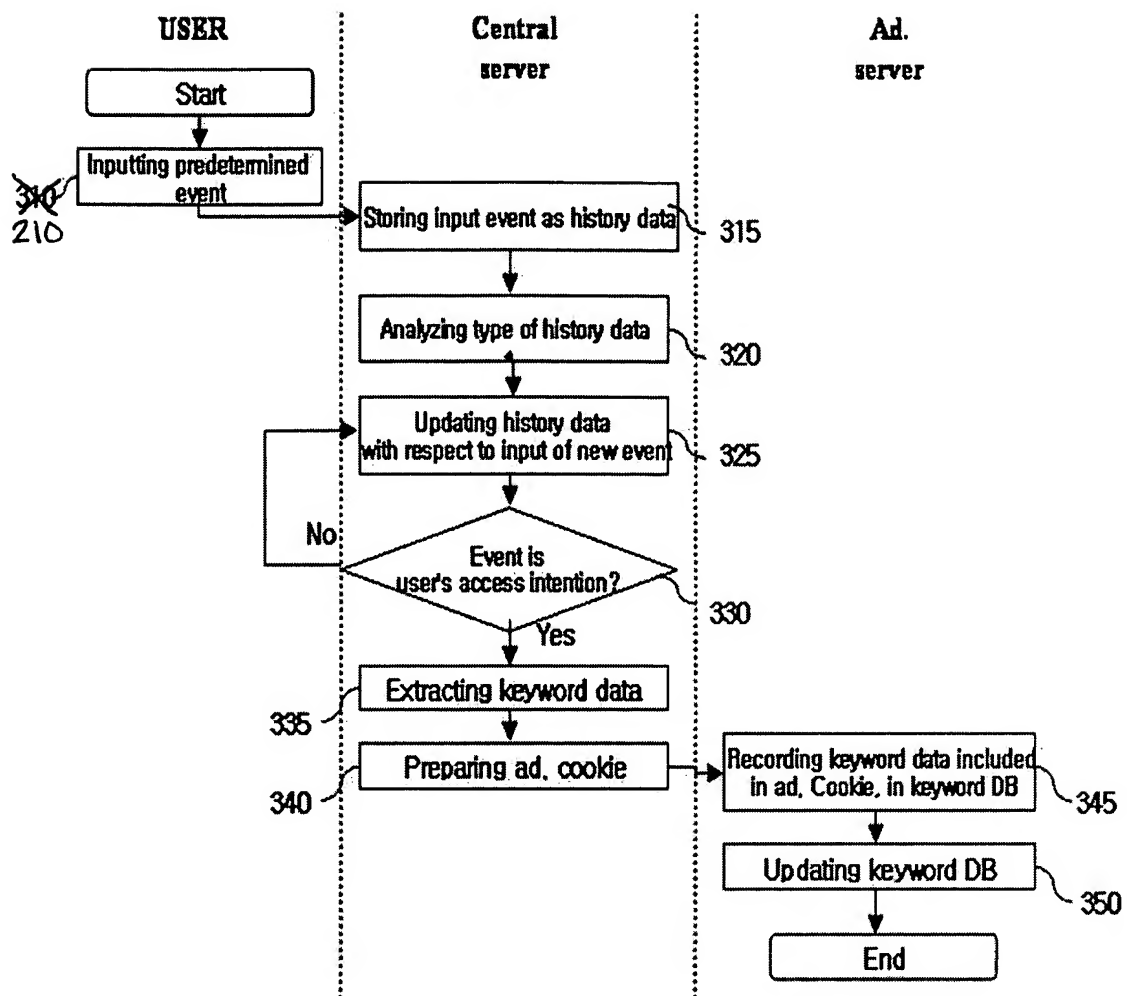 USER
Central
server
Ad.
server
Start
Inputting predetermined
event
310
210
Storing input event as history data
315
Analyzing type of history data
320
Updating history data
with respect to input of new event
325
No
Event is
user's access intention?
330
Yes
Extracting keyword data
335
Preparing ad, cookie
340
Recording keyword data included
in ad, Cookie, in keyword DB
345
Updating keyword DB
350
End